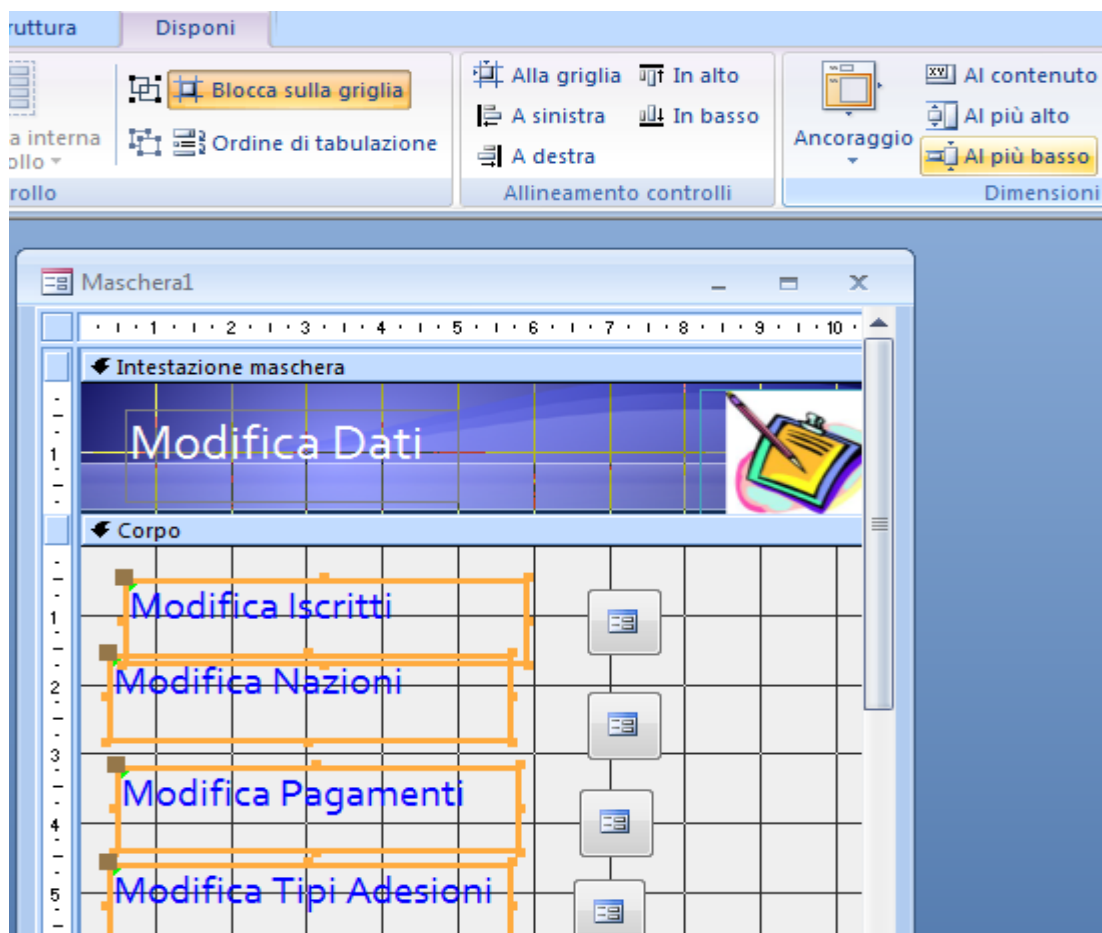 ruttura Disponi
Blocca sulla griglia
a interna
ollo
Ordine di tabulazione
rollo
Alla griglia In alto
A sinistra In basso
A destra
Allineamento controlli
Ancoraggio
Al contenuto
Al più alto
Al più basso
Dimensioni
Maschera1
1 2 3 4 5 6 7 8 9 10
Intestazione maschera
1
Modifica Dati
Corpo
1
Modifica Iscritti
2
Modifica Nazioni
3
Modifica Pagamenti
4
5
Modifica Tipi Adesioni